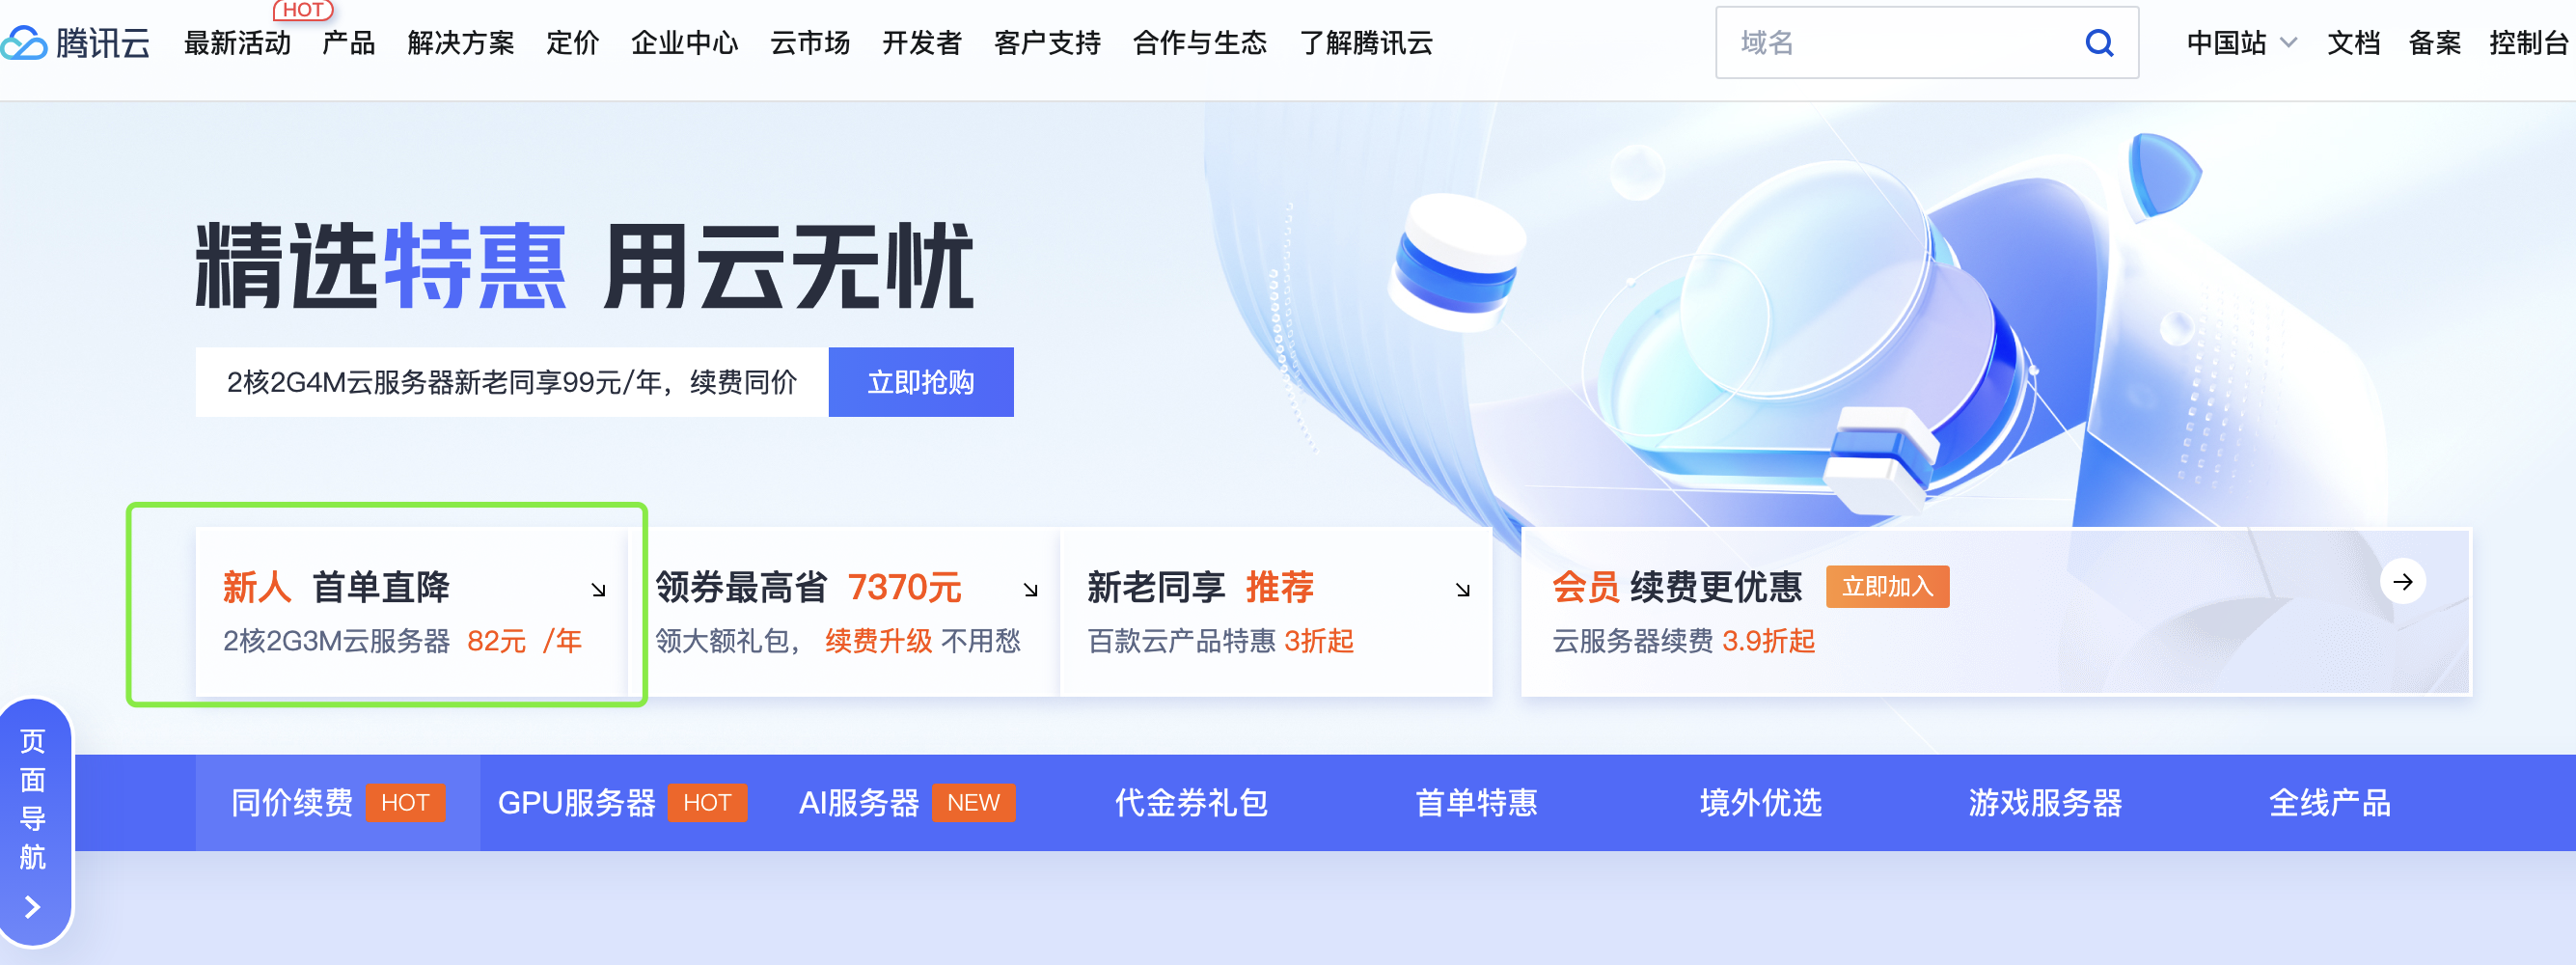 HOT
腾讯云 最新活动 产品 解决方案 定价 企业中心 云市场 开发者 客户支持 合作与生态 了解腾讯云 域名 中国站 文档 备案 控制台
精选特惠 用云无忧
2核2G4M云服务器新老同享99元/年，续费同价 立即抢购
新人 首单直降
2核2G3M云服务器 82元 /年
领券最高省 7370元
领大额礼包， 续费升级 不用愁
新老同享 推荐
百款云产品特惠 3折起
会员 续费更优惠 立即加入
云服务器续费 3.9折起
页面导航
同价续费 HOT GPU服务器 HOT AI服务器 NEW 代金券礼包 首单特惠 境外优选 游戏服务器 全线产品